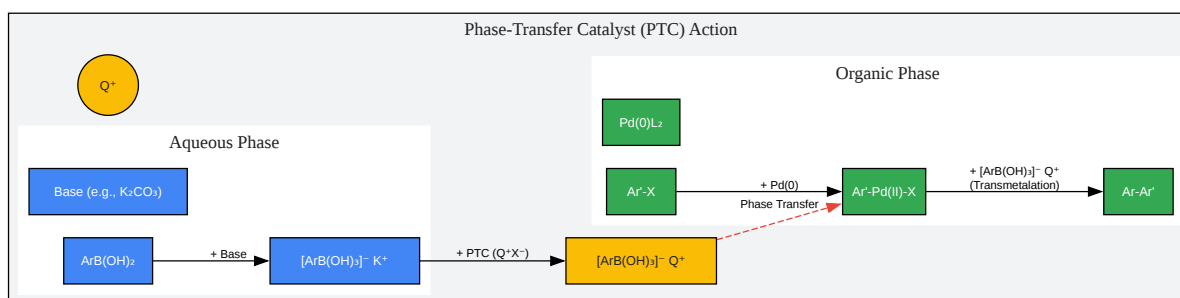 Phase-Transfer Catalyst (PTC) Action
Q⁺
Organic Phase
Pd(0)L₂
Aqueous Phase
Base (e.g., K₂CO₃)
Ar'-X
+ Pd(0)
Ar'-Pd(II)-X
+ [ArB(OH)₃]⁻ Q⁺
(Transmetalation)
Ar-Ar'
Phase Transfer
ArB(OH)₂
+ Base
[ArB(OH)₃]⁻ K⁺
+ PTC (Q⁺X⁻)
[ArB(OH)₃]⁻ Q⁺